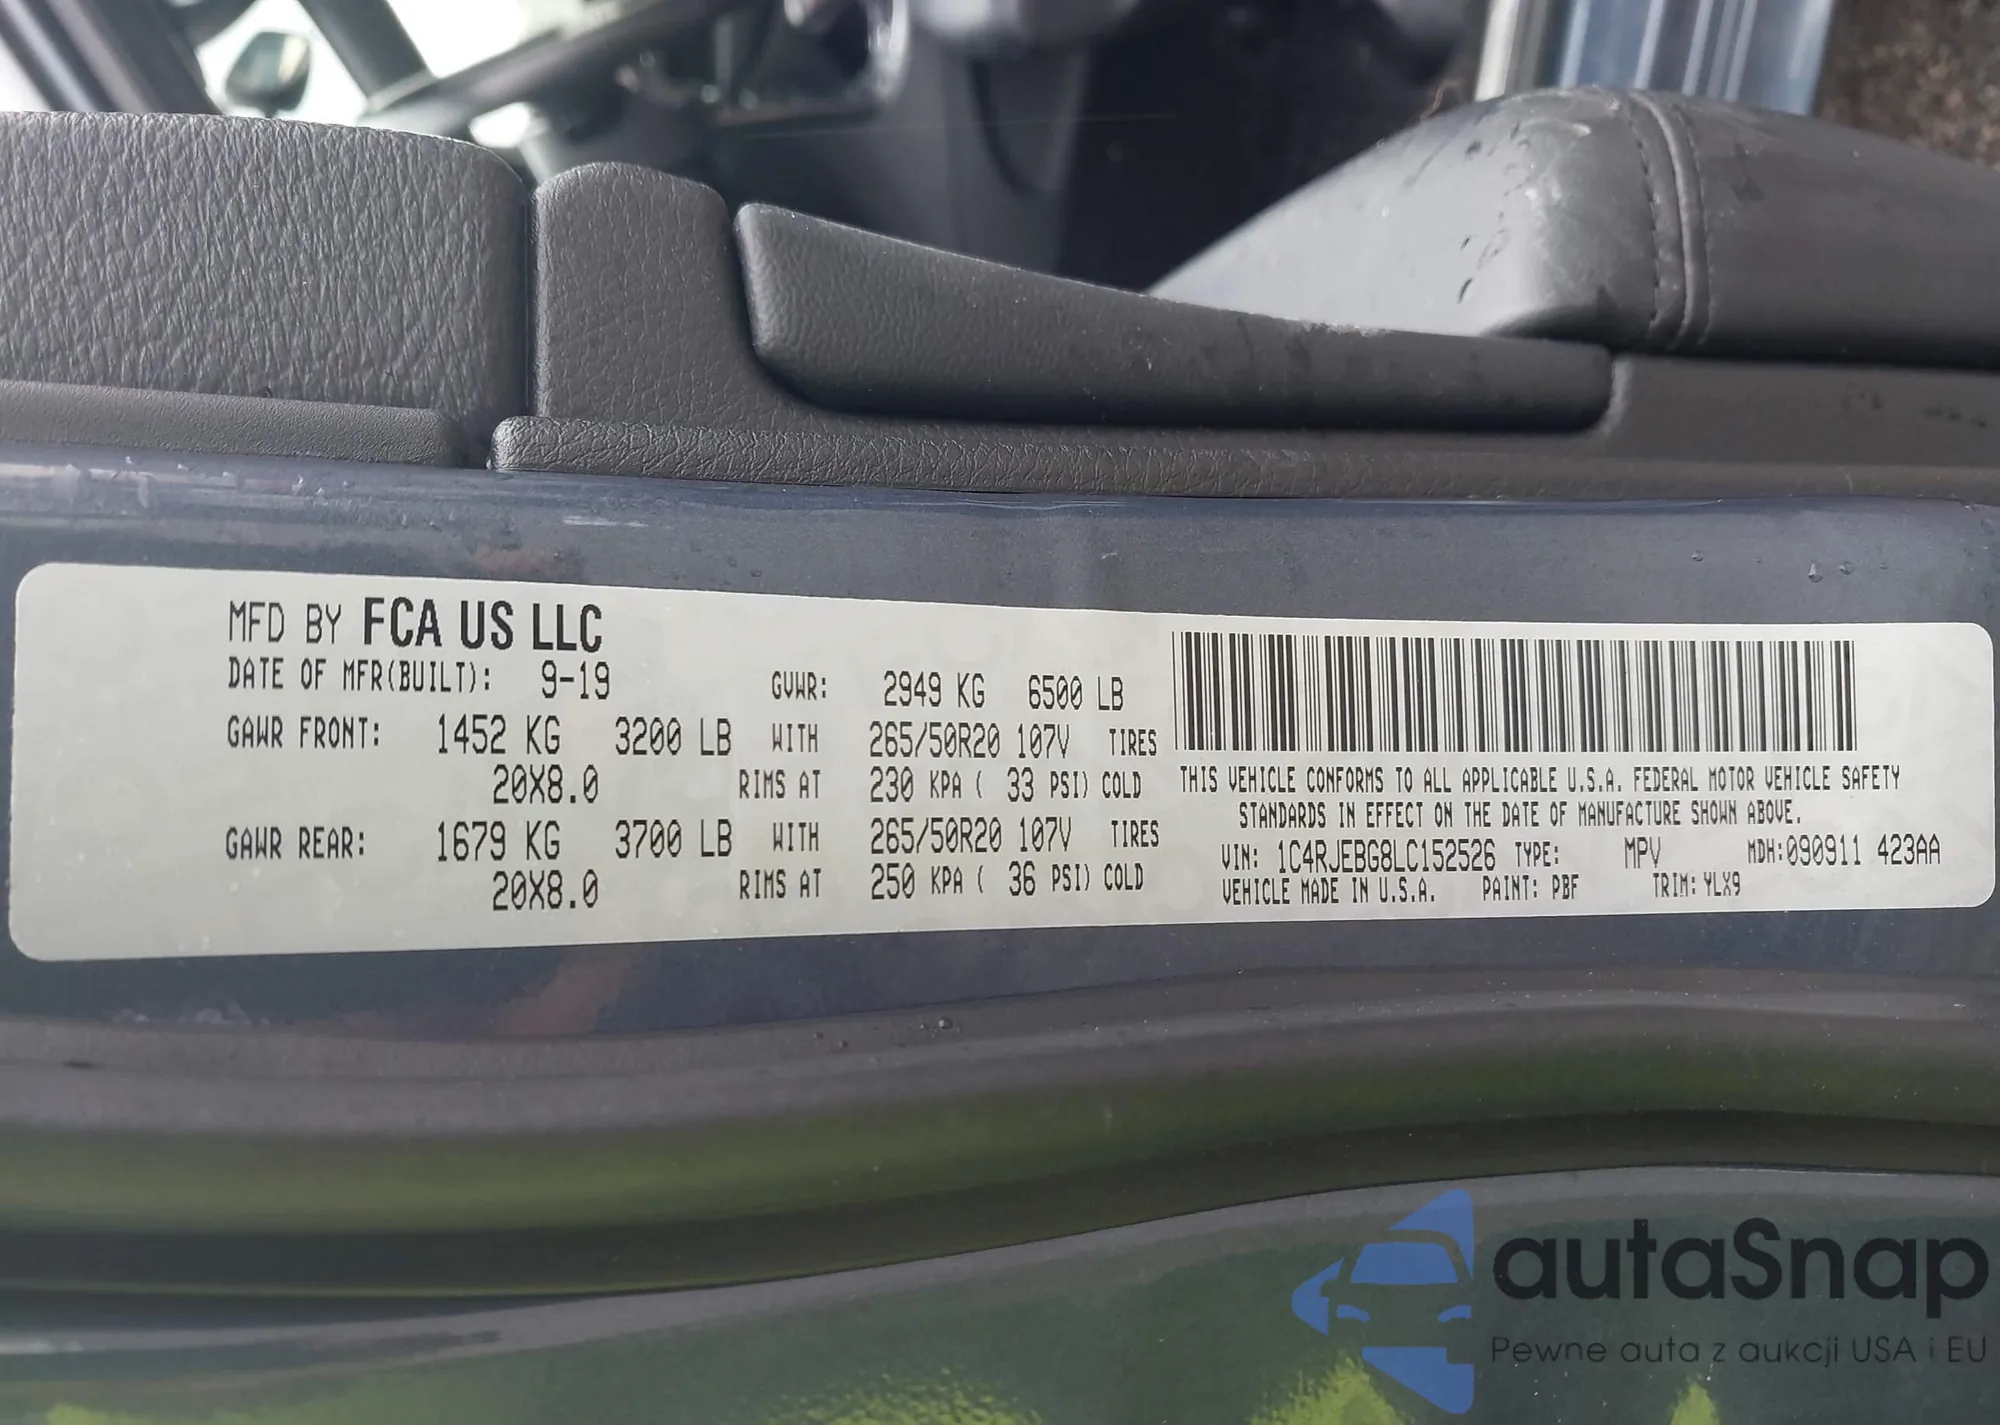 MFD BY FCA US LLC
DATE OF MFR(BUILT): 9-19 GVWR: 2949 KG 6500 LB
GAWR FRONT: 1452 KG 3200 LB WITH 265/50R20 107V TIRES
20X8.0 RIMS AT 230 KPA ( 33 PSI) COLD
GAWR REAR: 1679 KG 3700 LB WITH 265/50R20 107V TIRES
20X8.0 RIMS AT 250 KPA ( 36 PSI) COLD
THIS VEHICLE CONFORMS TO ALL APPLICABLE U.S.A. FEDERAL MOTOR VEHICLE SAFETY
STANDARDS IN EFFECT ON THE DATE OF MANUFACTURE SHOWN ABOVE.
VIN: 1C4RJEBG8LC152526 TYPE: MPV MDH:090911 423AA
VEHICLE MADE IN U.S.A. PAINT: PBF TRIM: YLX9
autaSnap
Pewne auta z aukcji USA i EU